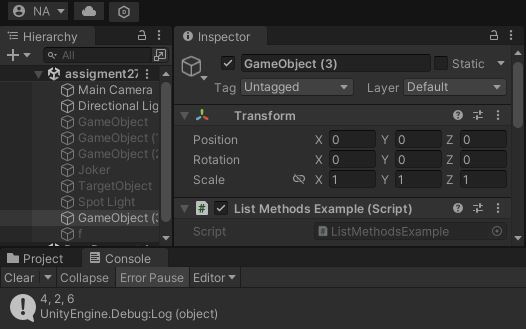 NA
Hierarchy
All
assigment27
Main Camera
Directional Lig
GameObject
GameObject (
GameObject (2
Joker
TargetObject
Spot Light
GameObject (3
f
Inspector
GameObject (3)
Static
Tag Untagged Layer Default
Transform
Position X 0 Y 0 Z 0
Rotation X 0 Y 0 Z 0
Scale X 1 Y 1 Z 1
# List Methods Example (Script)
Script # ListMethodsExample
Project Console
Clear Collapse Error Pause Editor
4, 2, 6
UnityEngine.Debug:Log (object)